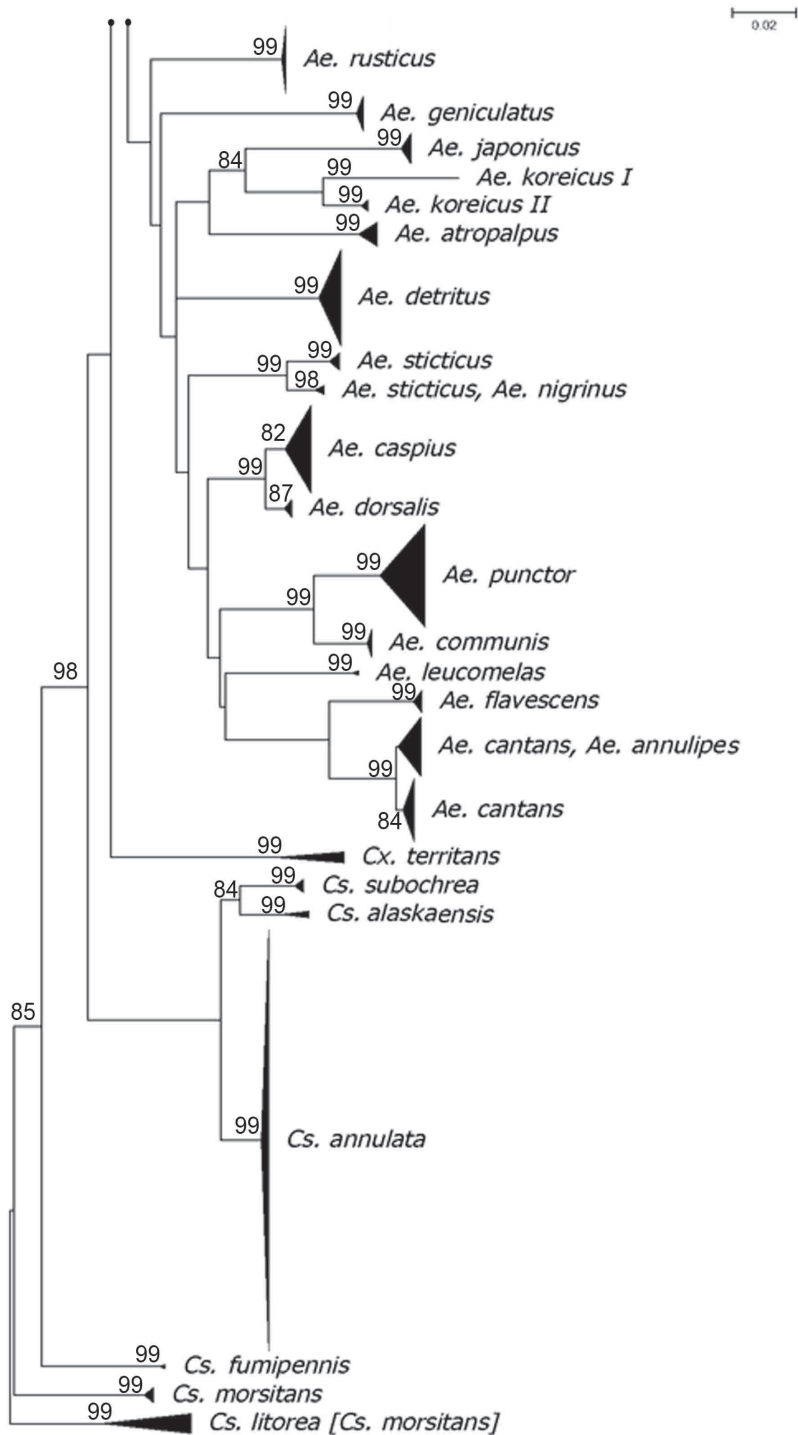 0.02
99 Ae. rusticus
99 Ae. geniculatus
99 Ae. japonicus
84
99 Ae. koreicus I
99 Ae. koreicus II
99 Ae. atropalpus
99 Ae. detritus
99 Ae. sticticus
99
98 Ae. sticticus, Ae. nigrinus
82 Ae. caspius
99
87 Ae. dorsalis
99 Ae. punctor
99
99 Ae. communis
99 Ae. leucomelas
98
99 Ae. flavescens
Ae. cantans, Ae. annulipes
99
84 Ae. cantans
99 Cx. territans
99 Cs. subochrea
84
99 Cs. alaskaensis
85
99 Cs. annulata
99 Cs. fumipennis
99 Cs. morsitans
99 Cs. litorea [Cs. morsitans]